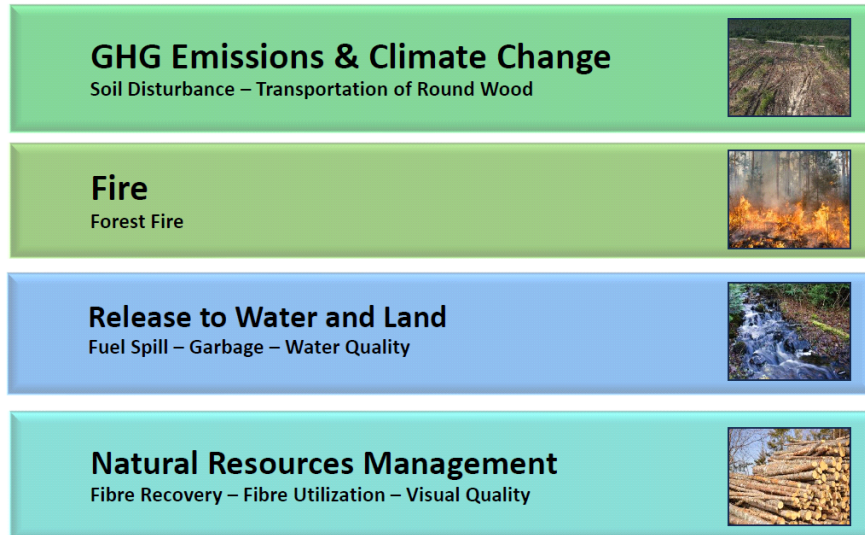 GHG Emissions & Climate Change
Soil Disturbance – Transportation of Round Wood
Fire
Forest Fire
Release to Water and Land
Fuel Spill – Garbage – Water Quality
Natural Resources Management
Fibre Recovery – Fibre Utilization – Visual Quality